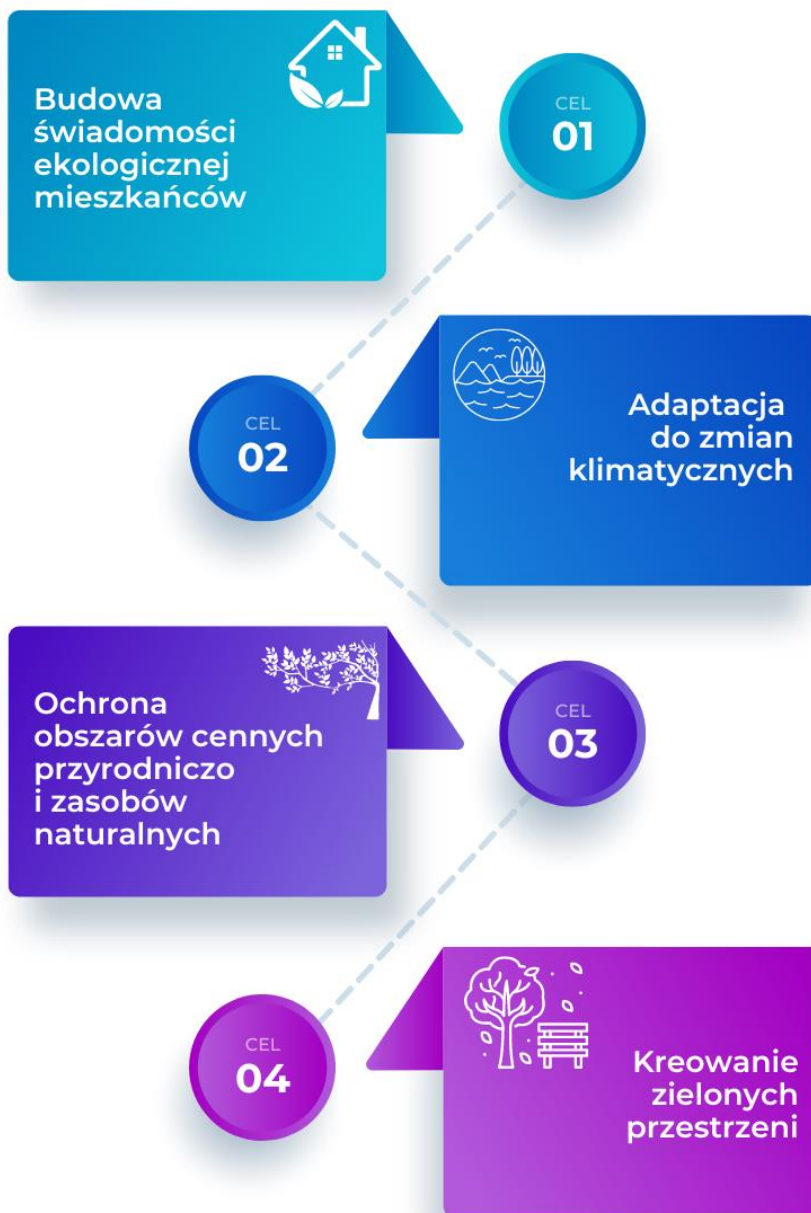 Budowa
świadomości
ekologicznej
mieszkańców
CEL
01
CEL
02
Adaptacja
do zmian
klimatycznych
Ochrona
obszarów cennych
przyrodniczo
i zasobów
naturalnych
CEL
03
CEL
04
Kreowanie
zielonych
przestrzeni